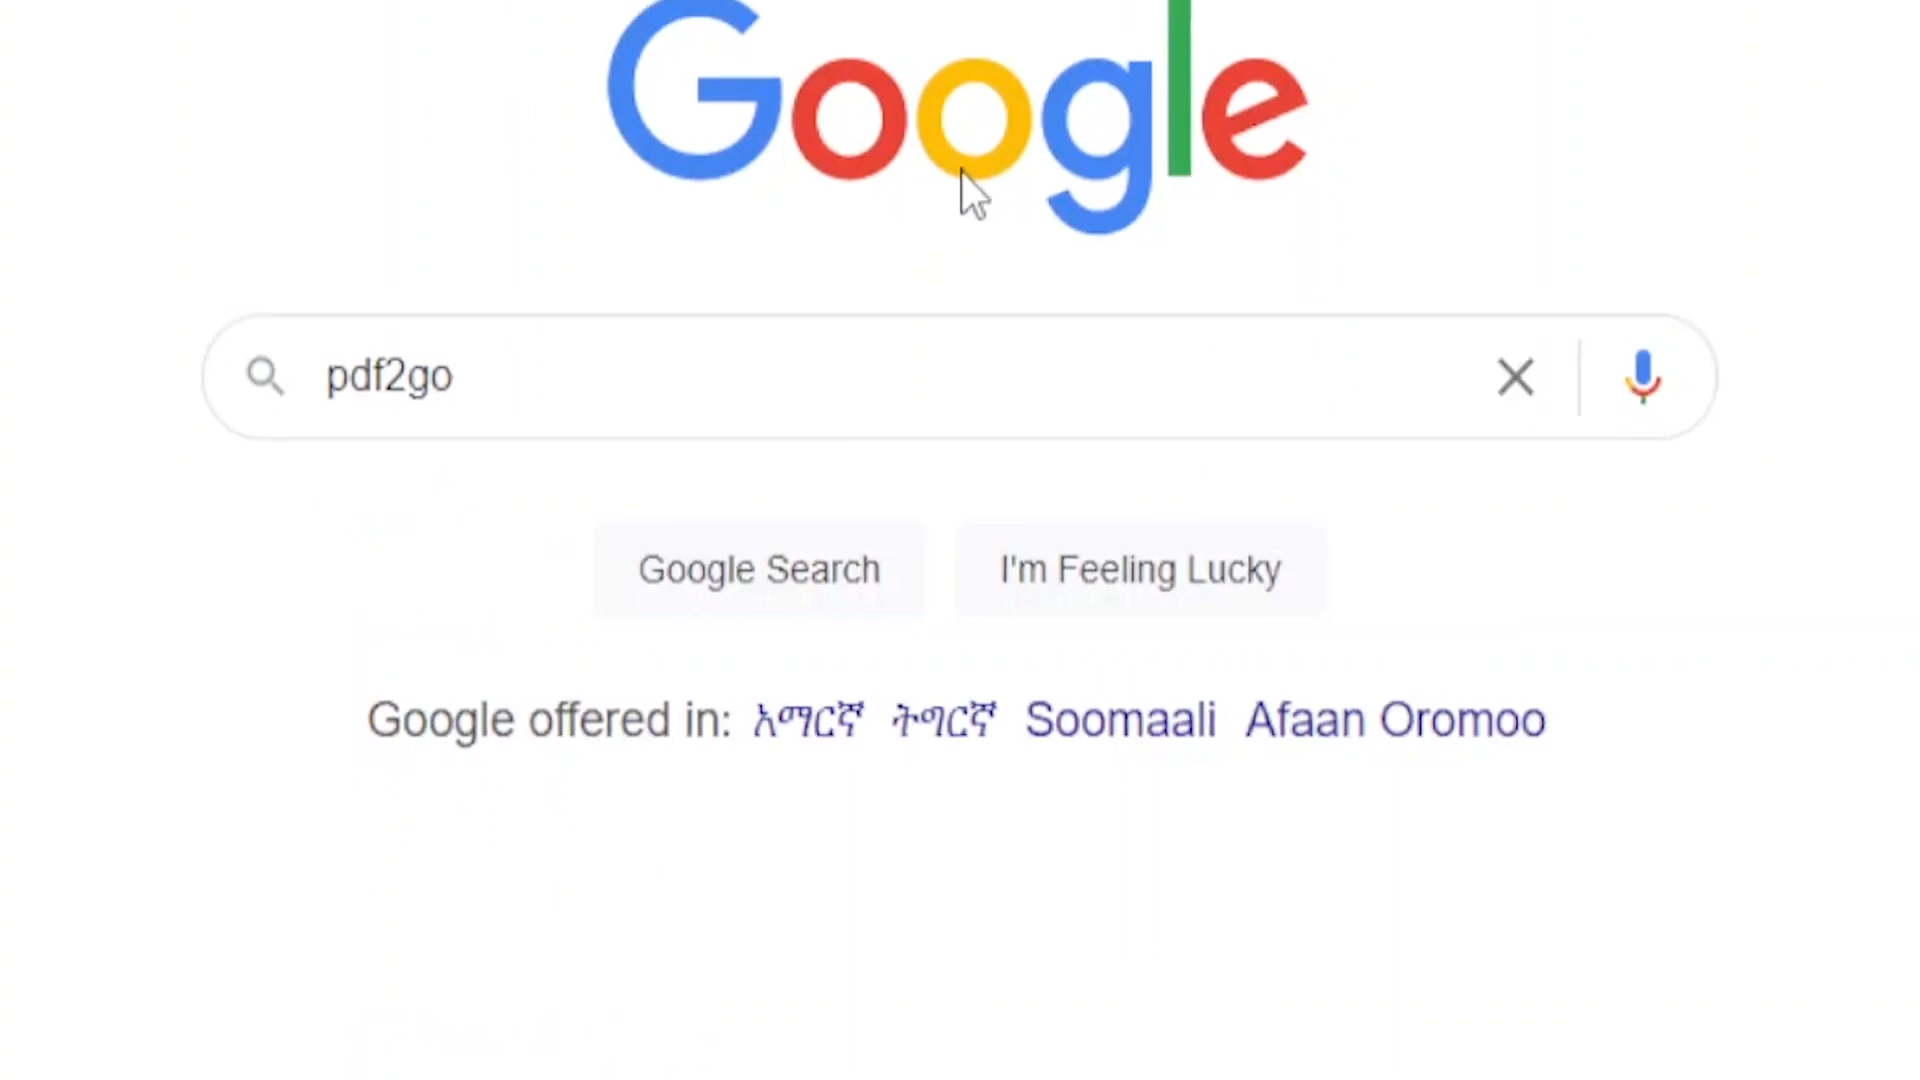 Google
pdf2go
Google Search I'm Feeling Lucky
Google offered in: አማርኛ ትግርኛ Soomaali Afaan Oromoo